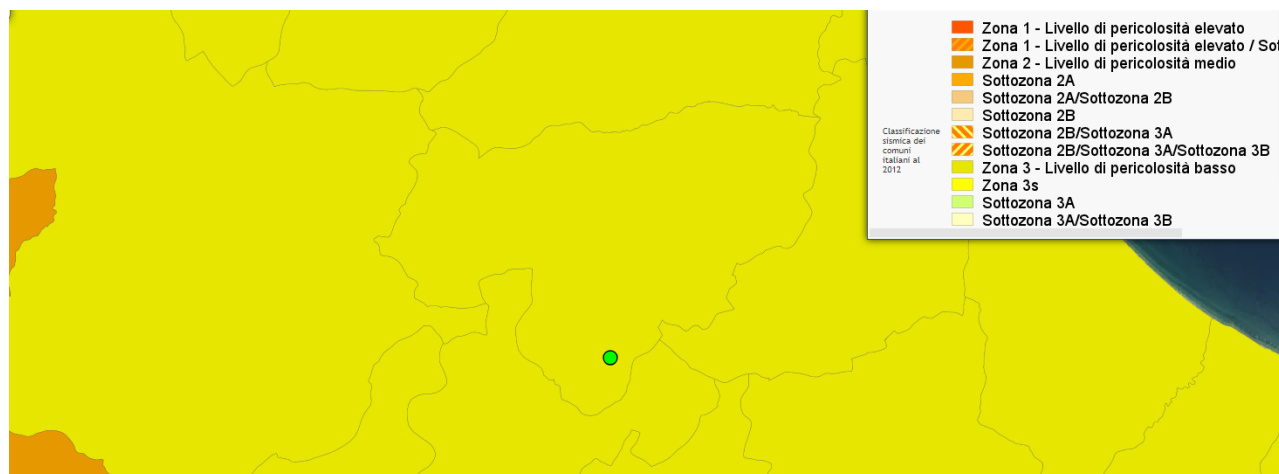 Zona 1 - Livello di pericolosità elevato
Zona 1 - Livello di pericolosità elevato / Sot
Zona 2 - Livello di pericolosità medio
Sottozona 2A
Sottozona 2A/Sottozona 2B
Sottozona 2B
Classificazione
sismica dei
comuni
italiani al
2012
Sottozona 2B/Sottozona 3A
Sottozona 2B/Sottozona 3A/Sottozona 3B
Zona 3 - Livello di pericolosità basso
Zona 3s
Sottozona 3A
Sottozona 3A/Sottozona 3B